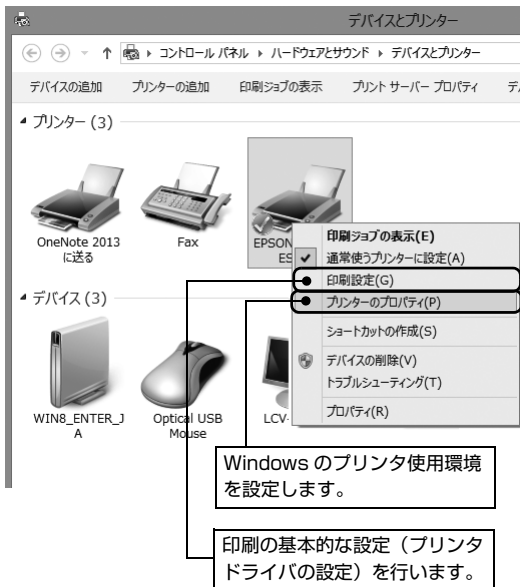 デバイスとプリンター
コントロール パネル ▸ ハードウェアとサウンド ▸ デバイスとプリンター
デバイスの追加 プリンターの追加 印刷ジョブの表示 プリント サーバー プロパティ デ
プリンター (3)
OneNote 2013
に送る
Fax
EPSON
ES
印刷ジョブの表示(E)
通常使うプリンターに設定(A)
印刷設定(G)
プリンターのプロパティ(P)
ショートカットの作成(S)
デバイスの削除(V)
トラブルシューティング(T)
プロパティ(R)
デバイス (3)
WIN8_ENTER_J
A
Optical USB
Mouse
LCV-
Windows のプリンタ使用環境
を設定します。
印刷の基本的な設定（プリンタ
ドライバの設定）を行います。